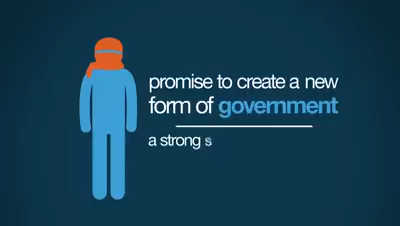 promise to create a new
form of government
a strong s